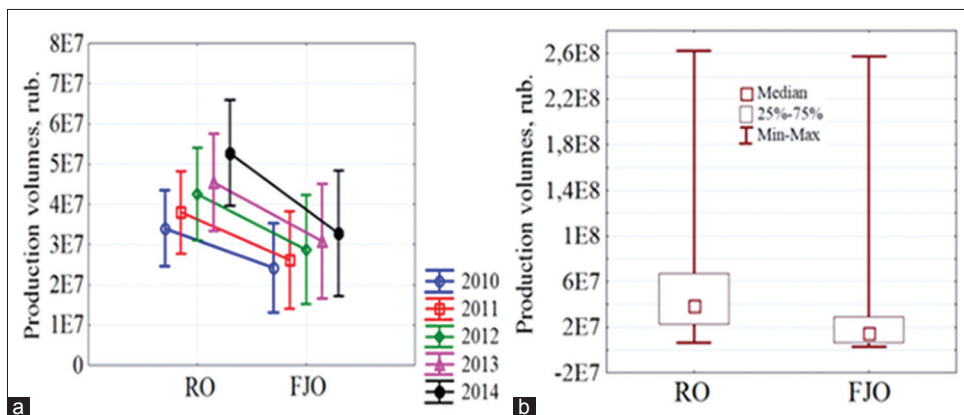 Production volumes, rub.
8E7
7E7
6E7
5E7
4E7
3E7
2E7
1E7
0
RO
FJO
2010
2011
2012
2013
2014
a
Production volumes, rub.
2,6E8
2,2E8
1,8E8
1,4E8
1E8
6E7
2E7
-2E7
Median
25%-75%
Min-Max
RO
FJO
b